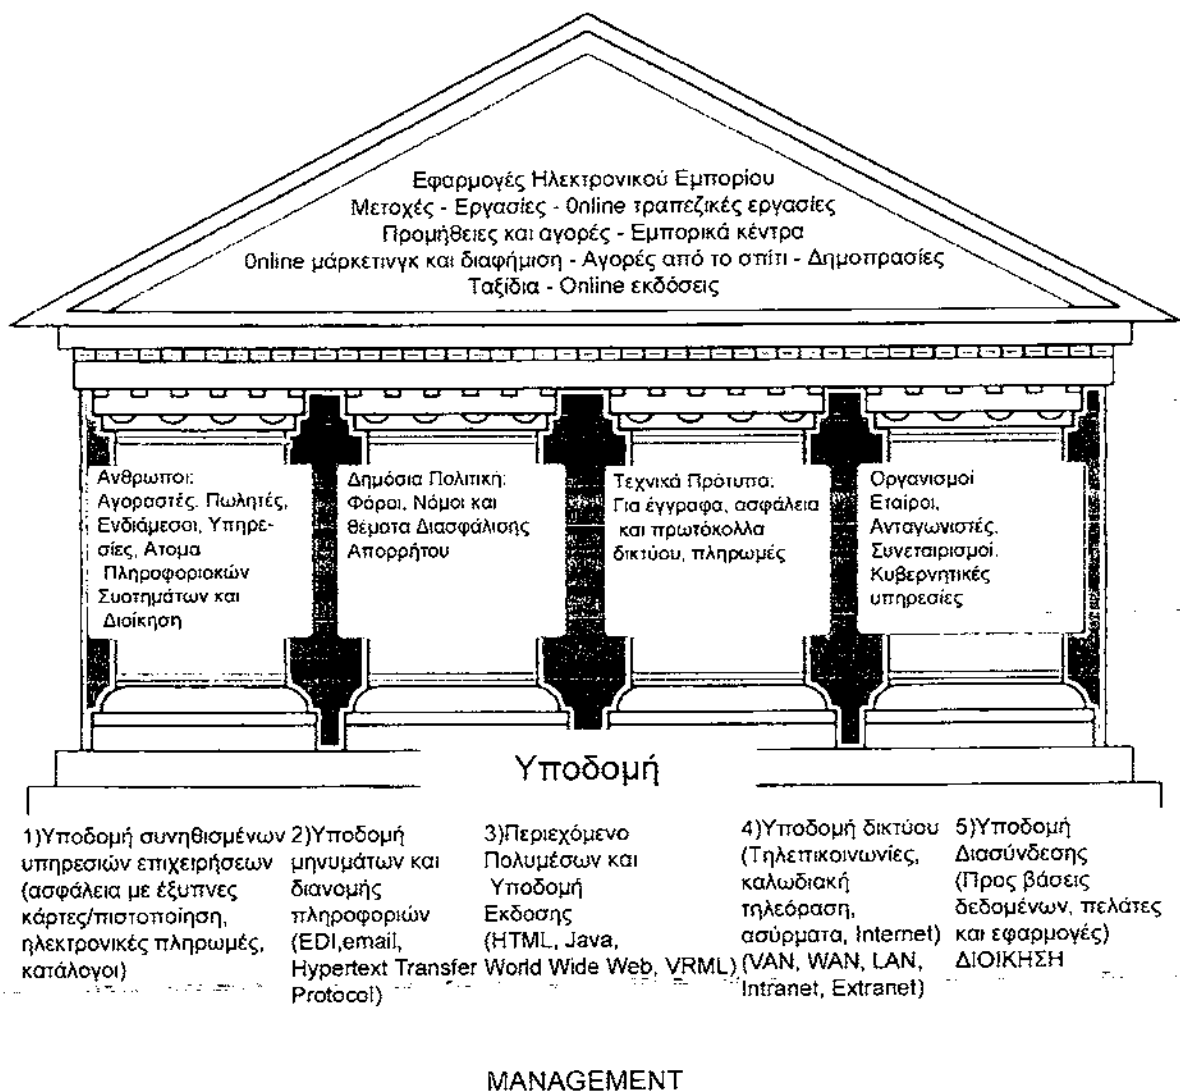 Εφαρμογές Ηλεκτρονικού Εμπορίου
Μετοχές - Εργασίες - Online τραπεζικές εργασίες
Προμήθειες και αγορές - Εμπορικά κέντρα
Online μάρκετινγκ και διαφήμιση - Αγορές από το σπίτι - Δημοπρασίες
Ταξίδια - Online εκδόσεις
Ανθρωποι:
Αγοραστές. Πωλητές,
Ενδιάμεσοι, Υπηρε-
σίες, Ατομα
Πληροφοριοκών
Συστημάτων και
Διοίκηση
Δημόσια Πολιτική:
Φόροι, Νόμοι και
θέματα Διασφάλισης
Απορρήτου
Τεχνικά Πρότυπα:
Για έγγραφα, ασφάλεια
και πρωτόκολλα
δικτύου, πληρωμές
Οργανισμοί
Εταίροι,
Ανταγωνιστές.
Συνεταιρισμοί.
Κυβερνητικές
υπηρεσίες
Υποδομή
1)Υποδομή συνηθισμένων
υπηρεσιών επιχειρήσεων
(ασφάλεια με έξυπνες
κάρτες/πιστοποίηση,
ηλεκτρονικές πληρωμές,
κατάλογοι)
2)Υποδομή
μηνυμάτων και
διανομής
πληροφοριών
(EDI,email,
Hypertext Transfer
Protocol)
3)Περιεχόμενο
Πολυμέσων και
Υποδομή
Εκδοσης
(HTML, Java,
World Wide Web, VRML)
4)Υποδομή δικτύου
(Τηλεπικοινωνίες,
καλωδιακή
τηλεόραση,
ασύρματα, Internet)
(VAN, WAN, LAN,
Intranet, Extranet)
5)Υποδομή
Διασύνδεσης
(Προς βάσεις
δεδομένων, πελάτες
και εφαρμογές)
ΔΙΟΙΚΗΣΗ
MANAGEMENT